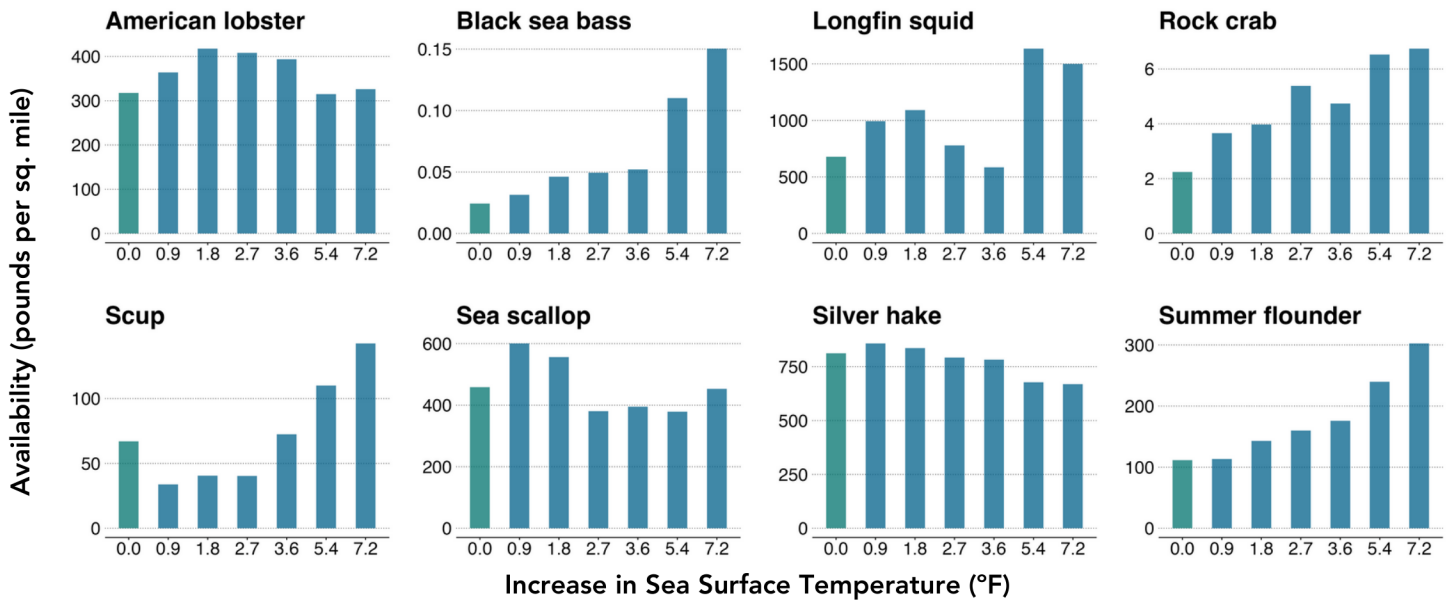 American lobster
Black sea bass
Longfin squid
Rock crab
Availability (pounds per sq. mile)
400
300
200
100
0
0.0 0.9 1.8 2.7 3.6 5.4 7.2
0.15
0.10
0.05
0.00
0.0 0.9 1.8 2.7 3.6 5.4 7.2
1500
1000
500
0
0.0 0.9 1.8 2.7 3.6 5.4 7.2
6
4
2
0
0.0 0.9 1.8 2.7 3.6 5.4 7.2
Scup
Sea scallop
Silver hake
Summer flounder
100
50
0
0.0 0.9 1.8 2.7 3.6 5.4 7.2
600
400
200
0
0.0 0.9 1.8 2.7 3.6 5.4 7.2
750
500
250
0
0.0 0.9 1.8 2.7 3.6 5.4 7.2
300
200
100
0
0.0 0.9 1.8 2.7 3.6 5.4 7.2
Increase in Sea Surface Temperature (°F)